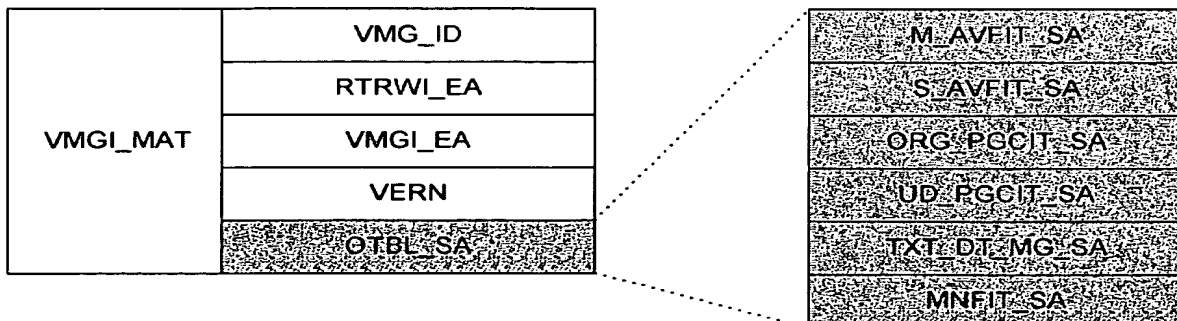 VMGI_MAT
VMG_ID
RTRWI_EA
VMGI_EA
VERN
OTBL_SA
M_AVFIT_SA
S_AVFIT_SA
ORG_PGCIT_SA
UD_PGCIT_SA
TXT_DT_MG_SA
MNFIT_SA